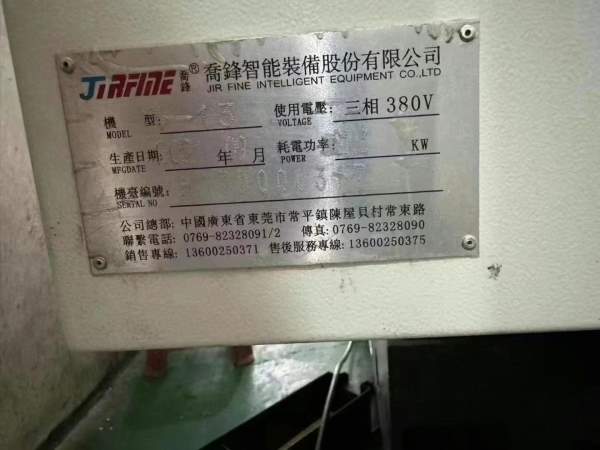 JIRFINE 喬鋒 ® 喬鋒智能裝備股份有限公司
JIR FINE INTELLIGENT EQUIPMENT CO.,LTD
機 型: 使用電壓: 三相 380V
MODEL VOLTAGE
生產日期: 年 月 耗電功率: KW
MFGDATE POWER
機臺編號:
SERTAL NO
公司總部: 中國廣東省東莞市常平鎮陳屋貝村常東路
聯繫電話: 0769-82328091/2 傳真: 0769-82328090
銷售專線: 13600250371 售後服務專線: 13600250375